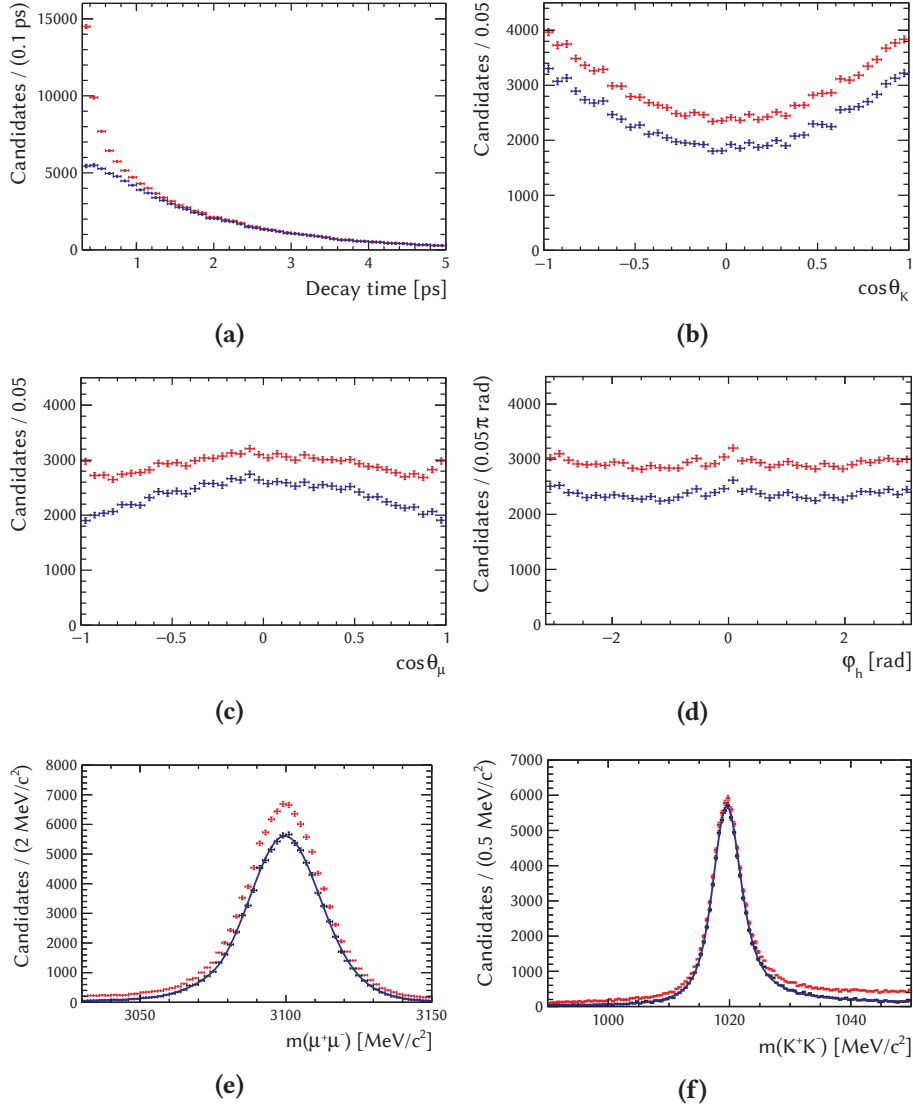 Candidates / (0.1 ps)
15000
10000
5000
0
1 2 3 4 5
Decay time [ps]
(a)
Candidates / 0.05
4000
3000
2000
1000
0
−1 −0.5 0 0.5 1
cosθ_K
(b)
Candidates / 0.05
4000
3000
2000
1000
0
−1 −0.5 0 0.5 1
cosθ_μ
(c)
Candidates / (0.05π rad)
4000
3000
2000
1000
0
−2 0 2
φ_h [rad]
(d)
Candidates / (2 MeV/c²)
8000
7000
6000
5000
4000
3000
2000
1000
0
3050 3100 3150
m(μ⁺μ⁻) [MeV/c²]
(e)
Candidates / (0.5 MeV/c²)
7000
6000
5000
4000
3000
2000
1000
0
1000 1020 1040
m(K⁺K⁻) [MeV/c²]
(f)